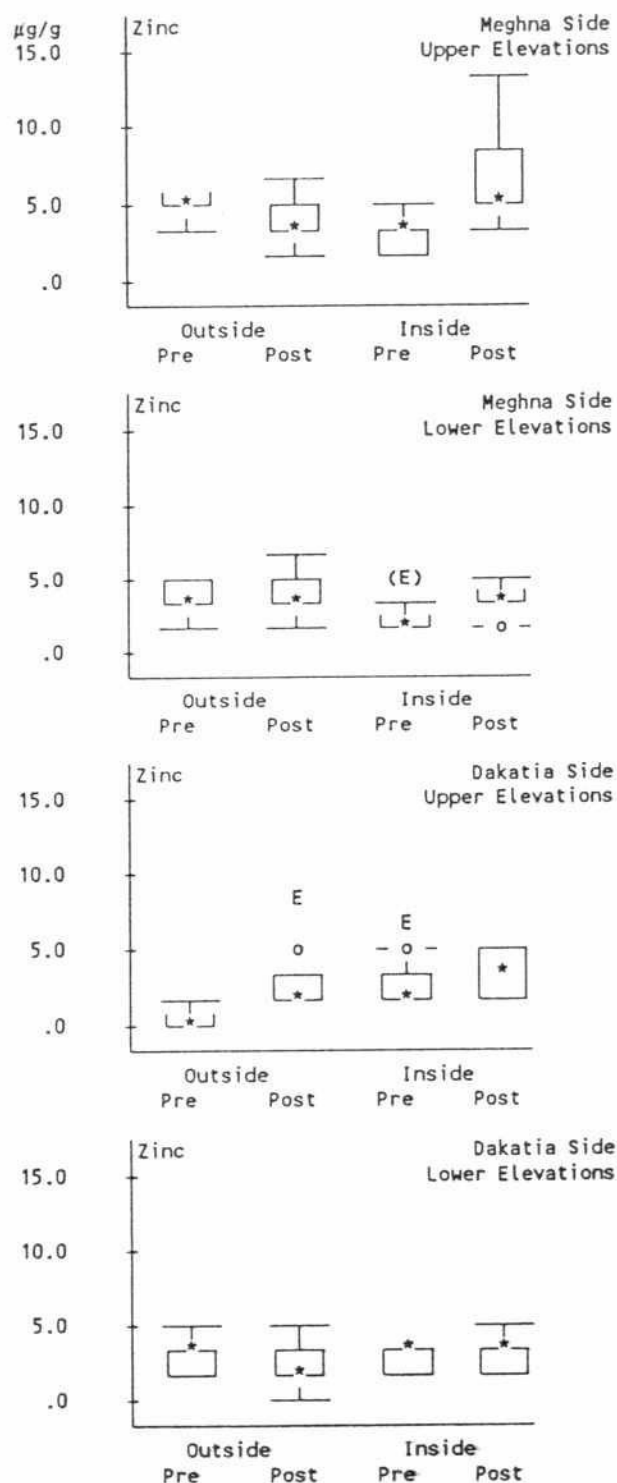 µg/g Zinc Meghna Side
15.0 Upper Elevations
10.0
5.0
.0
Outside Inside
Pre Post Pre Post
Zinc Meghna Side
15.0 Lower Elevations
10.0
5.0 (E)
.0 o
Outside Inside
Pre Post Pre Post
Zinc Dakatia Side
15.0 Upper Elevations
10.0
E E
5.0 o o
.0
Outside Inside
Pre Post Pre Post
Zinc Dakatia Side
15.0 Lower Elevations
10.0
5.0
.0
Outside Inside
Pre Post Pre Post